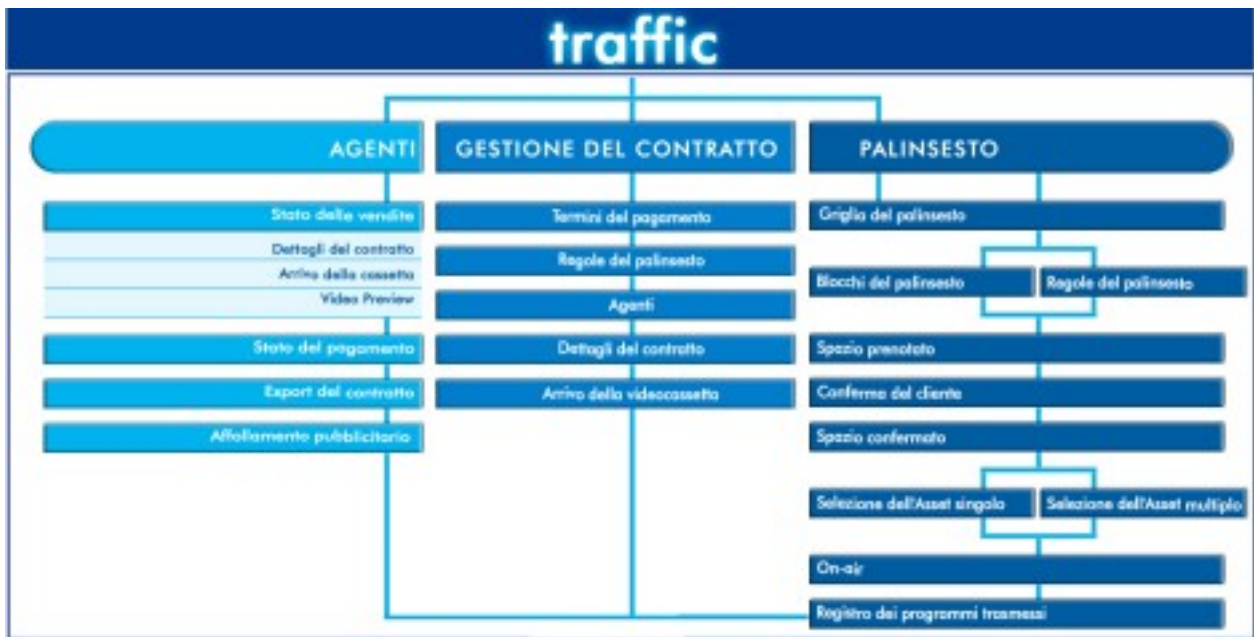 traffic
AGENTI
Stato delle vendite
Dettagli del contratto
Arrivo della cassetta
Video Preview
Stato del pagamento
Export del contratto
Affollamento pubblicitario
GESTIONE DEL CONTRATTO
Termini del pagamento
Regole del palinsesto
Agenti
Dettagli del contratto
Arrivo della videocassetta
PALINSESTO
Griglia del palinsesto
Blocchi del palinsesto
Regole del palinsesto
Spazio prenotato
Conferma del cliente
Spazio confermato
Selezione dell'Asset singolo
Selezione dell'Asset multiplo
On-air
Registro dei programmi trasmessi